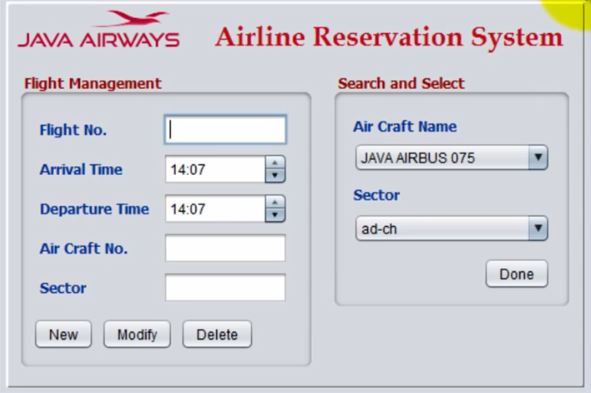 JAVA AIRWAYS
Airline Reservation System
Flight Management
Flight No.
Arrival Time 14:07
Departure Time 14:07
Air Craft No.
Sector
New Modify Delete
Search and Select
Air Craft Name
JAVA AIRBUS 075
Sector
ad-ch
Done